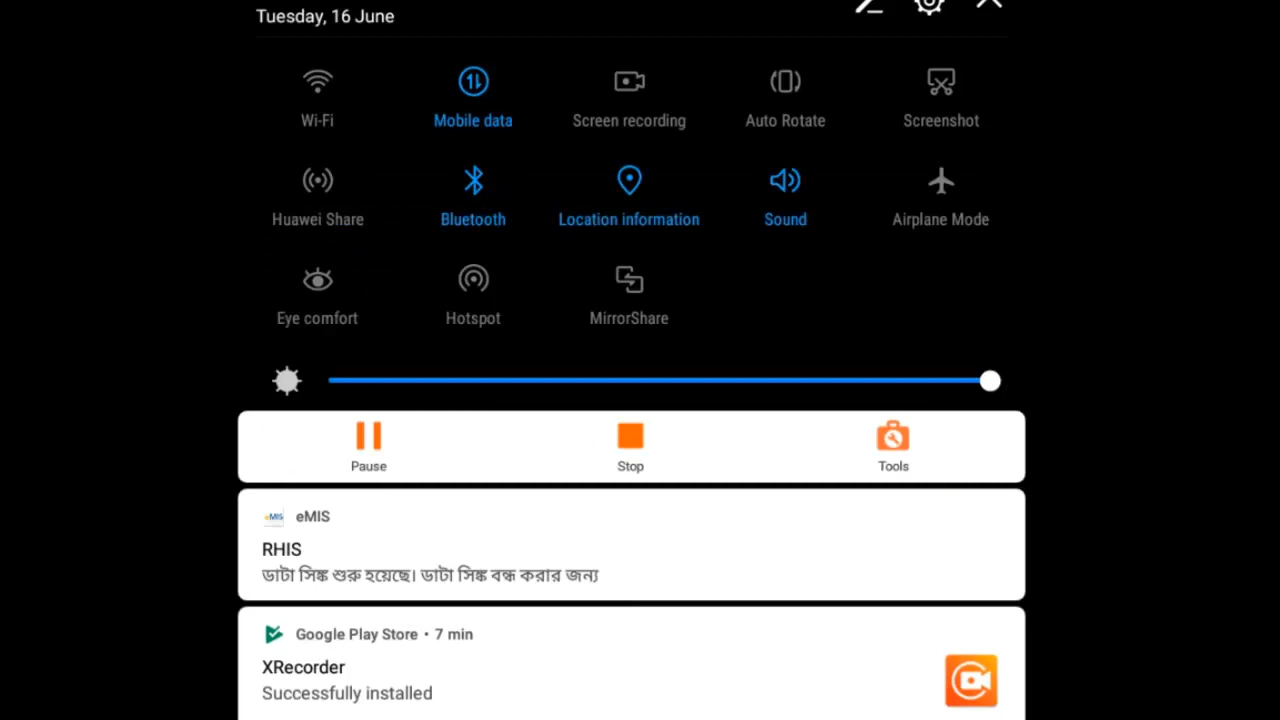 Tuesday, 16 June
Wi-Fi
Mobile data
Screen recording
Auto Rotate
Screenshot
Huawei Share
Bluetooth
Location information
Sound
Airplane Mode
Eye comfort
Hotspot
MirrorShare
Pause
Stop
Tools
eMIS
eMIS
RHIS
ডাটা সিঙ্ক শুরু হয়েছে। ডাটা সিঙ্ক বন্ধ করার জন্য
Google Play Store • 7 min
XRecorder
Successfully installed